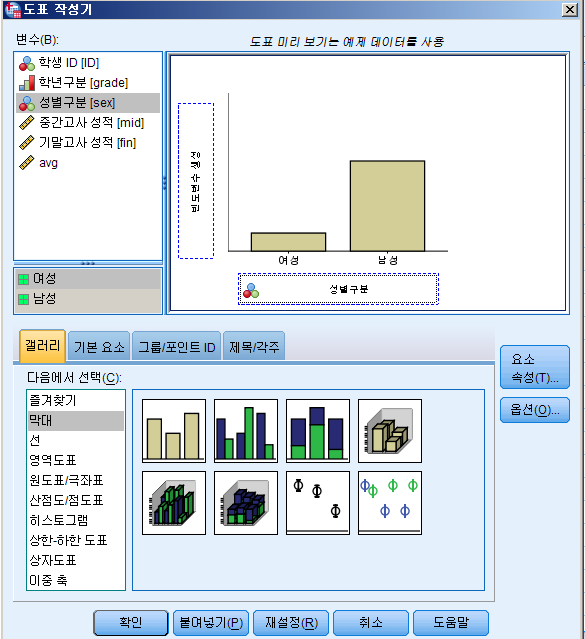 도표 작성기
변수(B):
도표 미리 보기는 예제 데이터를 사용
학생 ID [ID]
학년구분 [grade]
성별구분 [sex]
중간고사 성적 [mid]
기말고사 성적 [fin]
avg
여성
남성
빈도변수생성
여성
남성
성별구분
갤러리
기본 요소
그룹/포인트 ID
제목/각주
다음에서 선택(C):
즐겨찾기
막대
선
영역도표
원도표/극좌표
산점도/점도표
히스토그램
상한-하한 도표
상자도표
이중 축
요소
속성(T)...
옵션(O)...
확인
붙여넣기(P)
재설정(R)
취소
도움말